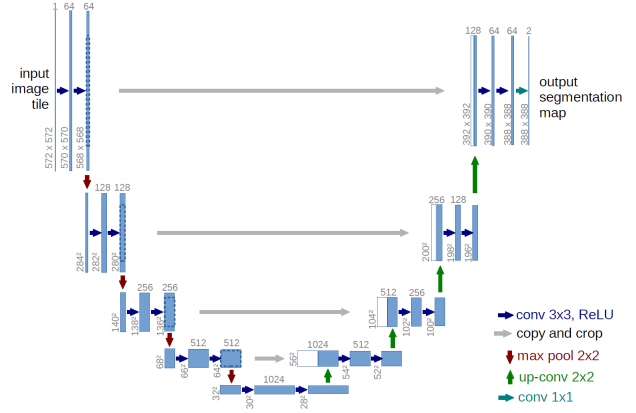 1 64 64
128 64 64 2
input
image
tile
output
segmentation
map
572 x 572
570 x 570
568 x 568
392 x 392
390 x 390
388 x 388
388 x 388
128 128
256 128
284²
282²
280²
200²
198²
196²
256 256
512 256
140²
138²
136²
104²
102²
100²
512 512
1024 512
68²
66²
64²
56²
54²
52²
1024
32²
30²
28²
conv 3x3, ReLU
copy and crop
max pool 2x2
up-conv 2x2
conv 1x1